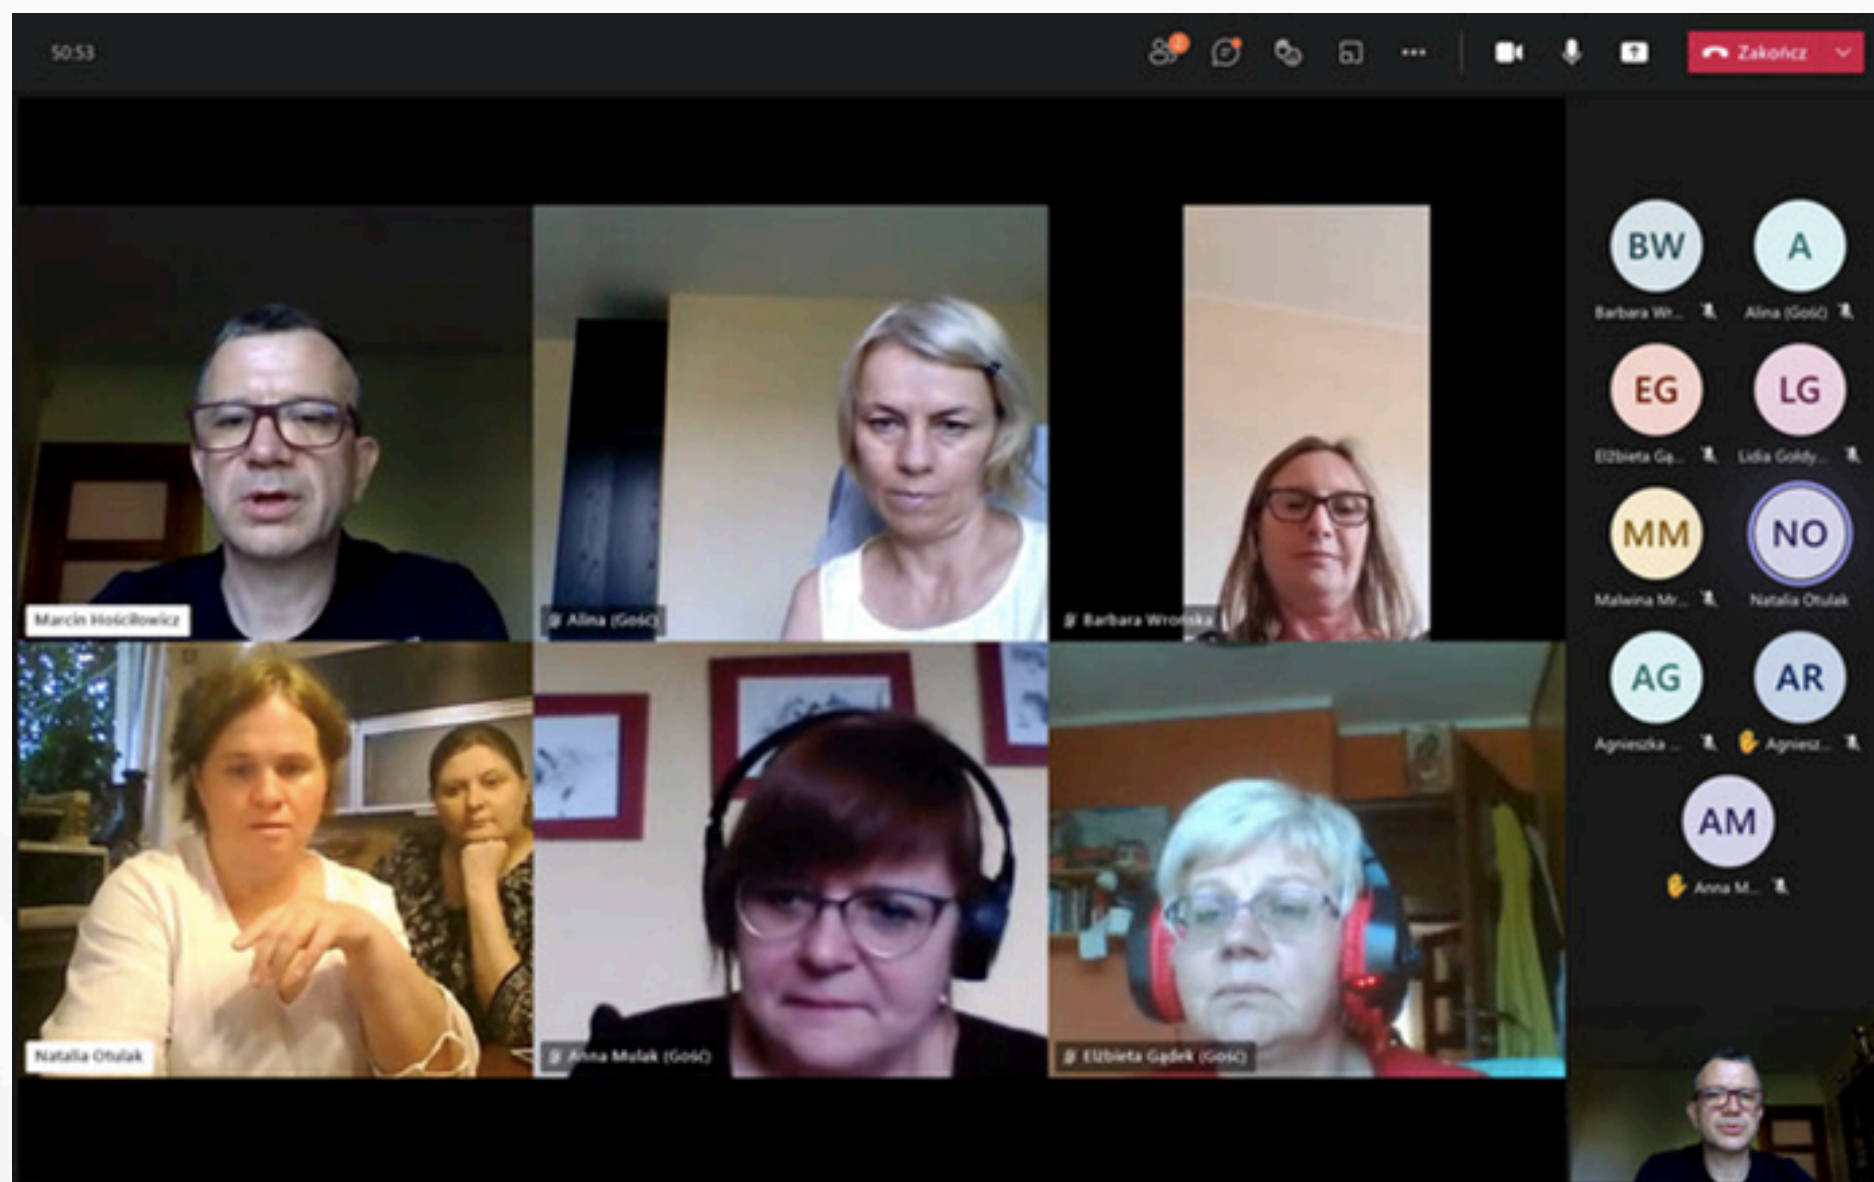 50:53
2
Zakończ
Marcin Hościłowicz
Alina (Gość)
Barbara Wrońska
Natalia Otulak
Anna Mulak (Gość)
Elżbieta Gądek (Gość)
BW
A
Barbara Wr...
Alina (Gość)
EG
LG
Elżbieta Gą...
Lidia Gołdy...
MM
NO
Malwina Mr...
Natalia Otulak
AG
AR
Agnieszka ...
Agniesz...
AM
Anna M...